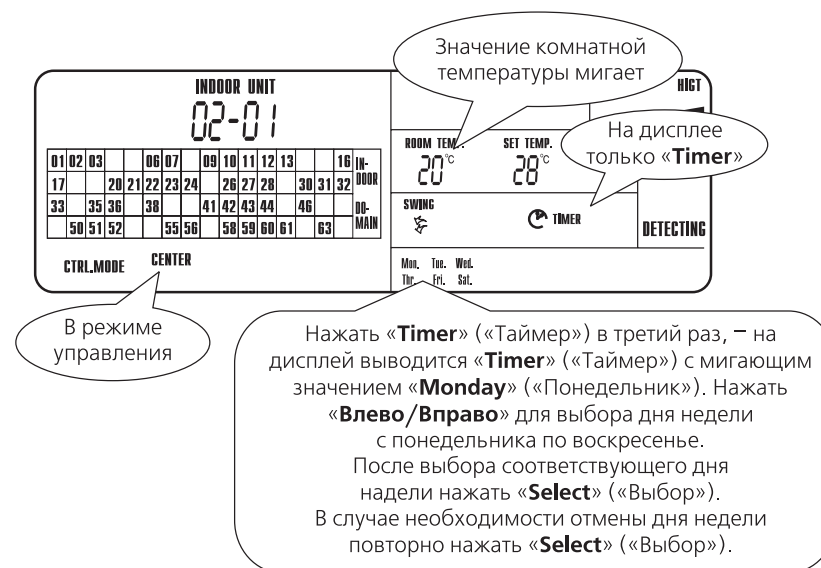 Значение комнатной
температуры мигает
INDOOR UNIT
02-01
HIGT
На дисплее
только «Timer»
ROOM TEM.
20°C
SET TEMP.
28°C
01 02 03 06 07 09 10 11 12 13 16 IN-
17 20 21 22 23 24 26 27 28 30 31 32 DOOR
33 35 36 38 41 42 43 44 46 DO-
50 51 52 55 56 58 59 60 61 63 MAIN
SWING
TIMER
DETECTING
CTRL.MODE CENTER
Mon. Tue. Wed.
Thr. Fri. Sat.
В режиме
управления
Нажать «Timer» («Таймер») в третий раз, – на
дисплей выводится «Timer» («Таймер») с мигающим
значением «Monday» («Понедельник»). Нажать
«Влево/Вправо» для выбора дня недели
с понедельника по воскресенье.
После выбора соответствующего дня
надели нажать «Select» («Выбор»).
В случае необходимости отмены дня недели
повторно нажать «Select» («Выбор»).